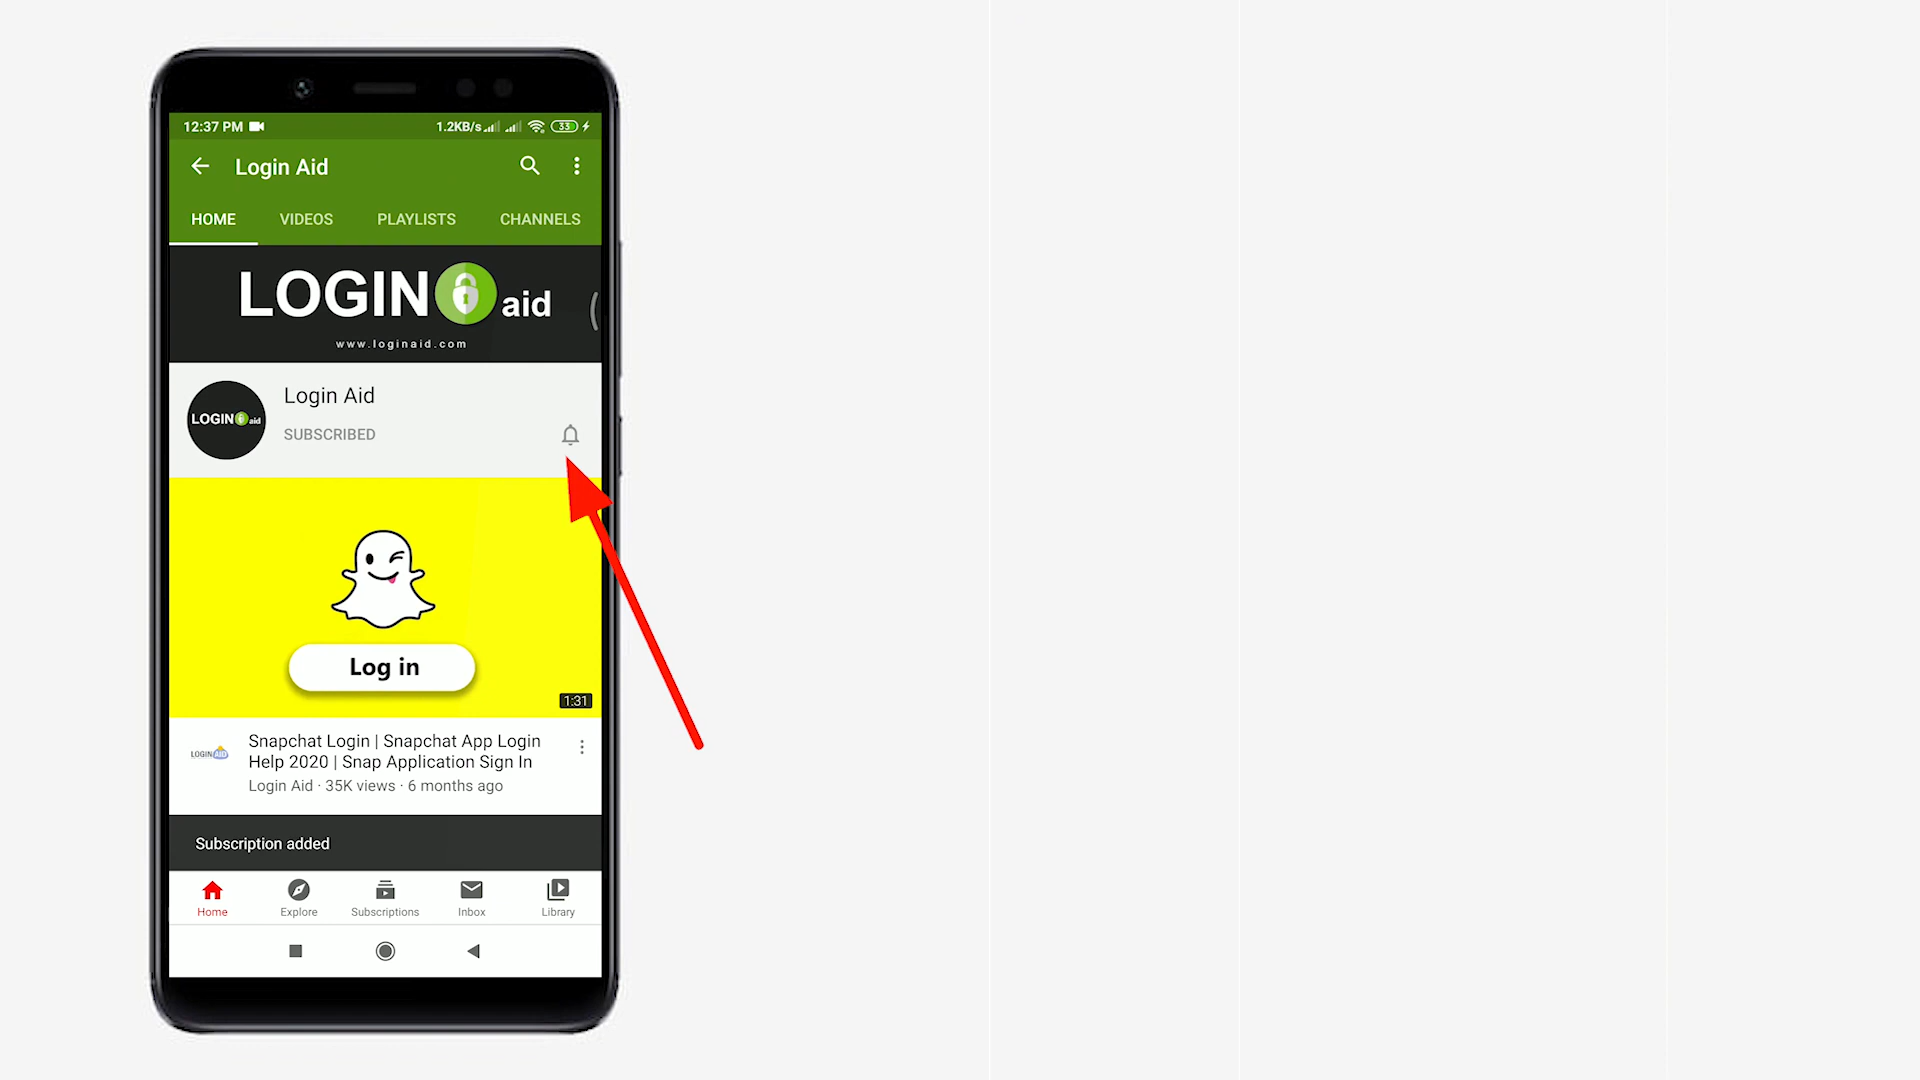 12:37 PM 1.2KB/s 33
Login Aid
HOME VIDEOS PLAYLISTS CHANNELS
LOGIN aid
www.loginaid.com
LOGIN aid
Login Aid
SUBSCRIBED
Log in
1:31
LOGIN AID
Snapchat Login | Snapchat App Login
Help 2020 | Snap Application Sign In
Login Aid · 35K views · 6 months ago
Subscription added
Home Explore Subscriptions Inbox Library